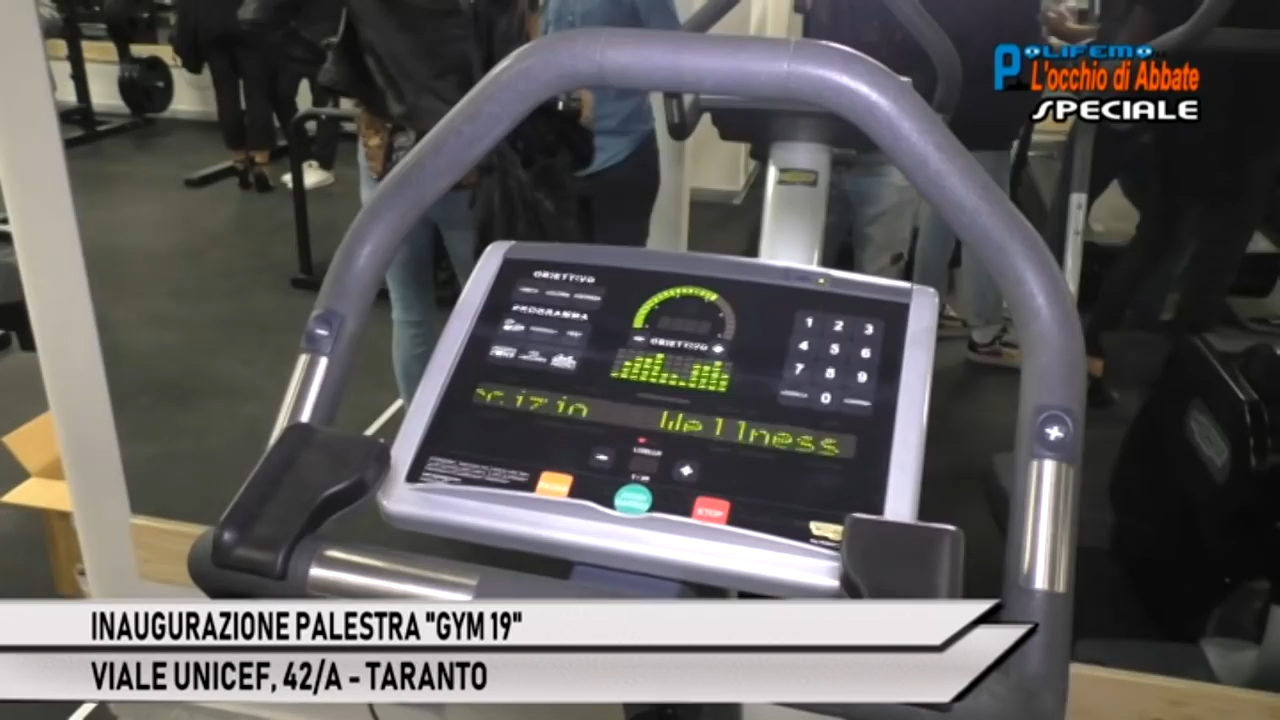 POLIFEMO..
L'occhio di Abbate
SPECIALE
OBIETTIVO
PROGRAMMA
OBIETTIVO
1 2 3
4 5 6
7 8 9
0
Wellness
LIVELLO
STOP
INAUGURAZIONE PALESTRA "GYM 19"
VIALE UNICEF, 42/A - TARANTO